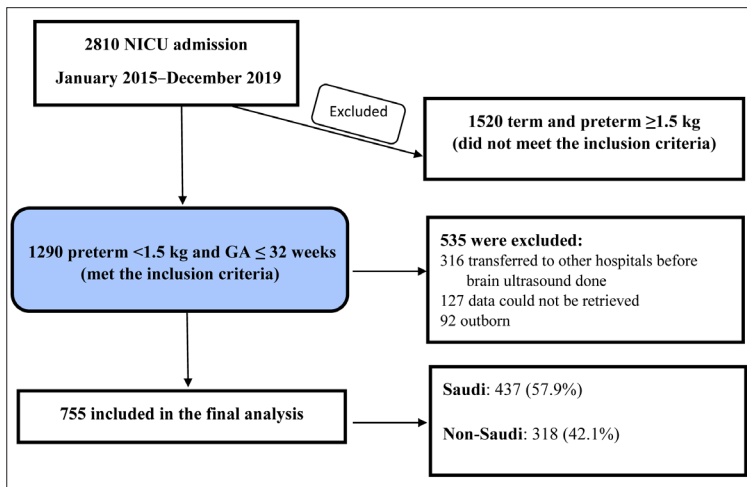 2810 NICU admission
January 2015–December 2019
Excluded
1520 term and preterm ≥1.5 kg
(did not meet the inclusion criteria)
1290 preterm <1.5 kg and GA ≤ 32 weeks
(met the inclusion criteria)
535 were excluded:
316 transferred to other hospitals before
brain ultrasound done
127 data could not be retrieved
92 outborn
755 included in the final analysis
Saudi: 437 (57.9%)
Non-Saudi: 318 (42.1%)